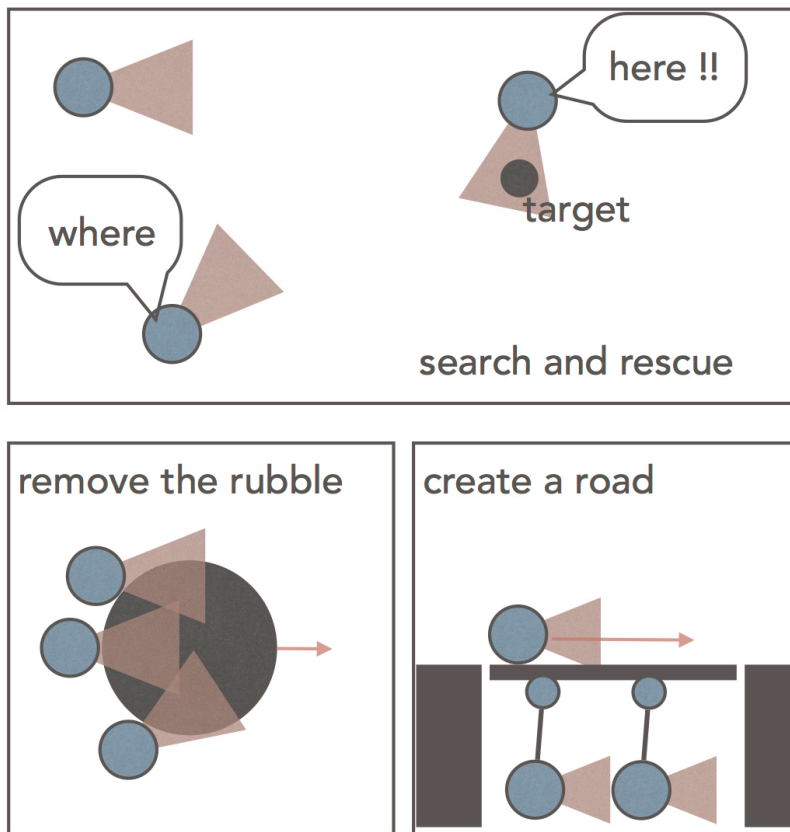 here !!
target
where
search and rescue
remove the rubble
create a road